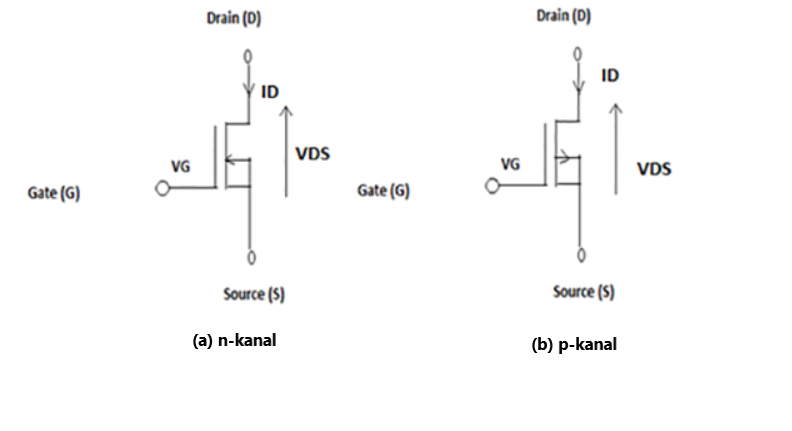 Drain (D)
ID
VG
VDS
Gate (G)
Source (S)
(a) n-kanal
Drain (D)
ID
VG
VDS
Gate (G)
Source (S)
(b) p-kanal